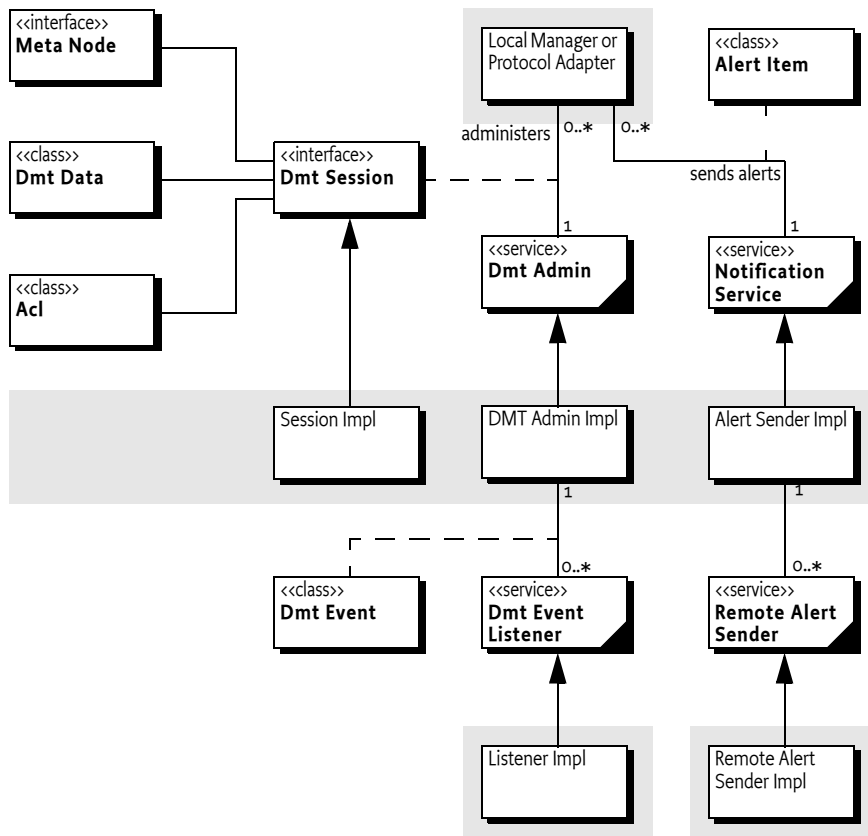 <<interface>>
Meta Node
Local Manager or
Protocol Adapter
<<class>>
Alert Item
administers
0..*
0..*
<<class>>
Dmt Data
<<interface>>
Dmt Session
sends alerts
1
1
<<class>>
Acl
<<service>>
Dmt Admin
<<service>>
Notification
Service
Session Impl
DMT Admin Impl
Alert Sender Impl
1
1
0..*
0..*
<<class>>
Dmt Event
<<service>>
Dmt Event
Listener
<<service>>
Remote Alert
Sender
Listener Impl
Remote Alert
Sender Impl